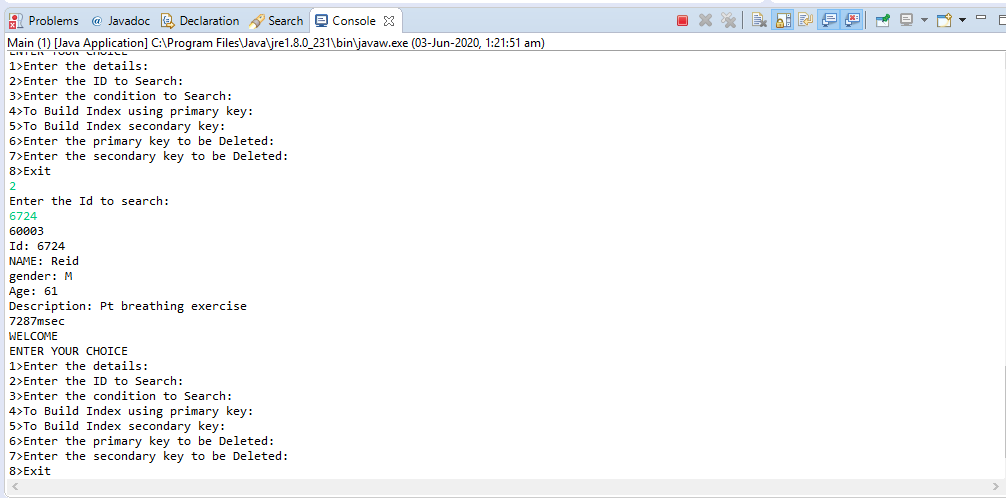 Problems @ Javadoc Declaration Search Console
Main (1) [Java Application] C:\Program Files\Java\jre1.8.0_231\bin\javaw.exe (03-Jun-2020, 1:21:51 am)
ENTER YOUR CHOICE
1>Enter the details:
2>Enter the ID to Search:
3>Enter the condition to Search:
4>To Build Index using primary key:
5>To Build Index secondary key:
6>Enter the primary key to be Deleted:
7>Enter the secondary key to be Deleted:
8>Exit
2
Enter the Id to search:
6724
60003
Id: 6724
NAME: Reid
gender: M
Age: 61
Description: Pt breathing exercise
7287msec
WELCOME
ENTER YOUR CHOICE
1>Enter the details:
2>Enter the ID to Search:
3>Enter the condition to Search:
4>To Build Index using primary key:
5>To Build Index secondary key:
6>Enter the primary key to be Deleted:
7>Enter the secondary key to be Deleted:
8>Exit